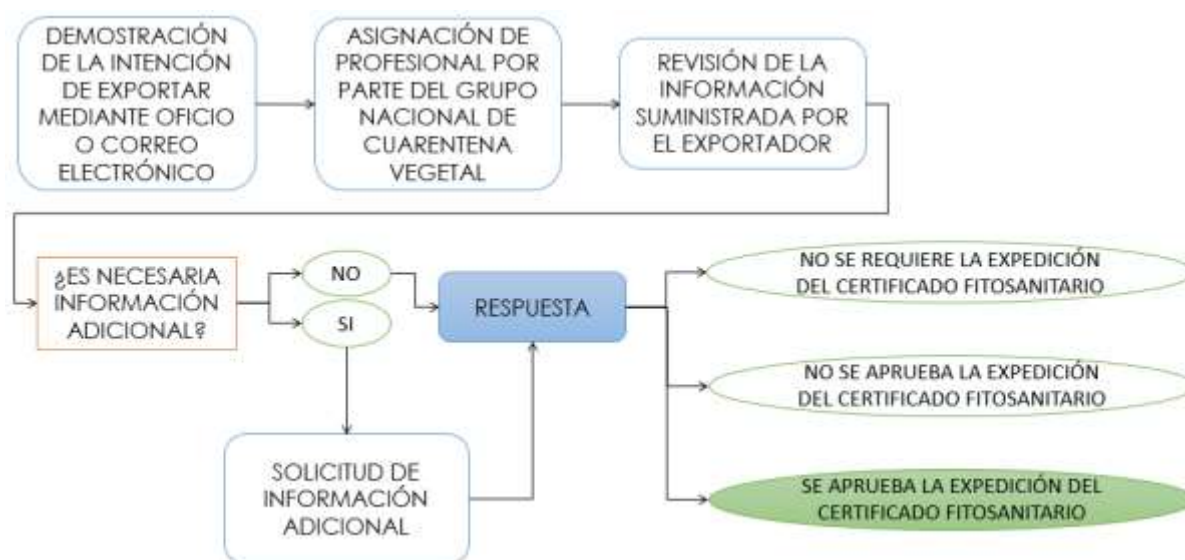 DEMOSTRACIÓN
DE LA INTENCIÓN
DE EXPORTAR
MEDIANTE OFICIO
O CORREO
ELECTRÓNICO
ASIGNACIÓN DE
PROFESIONAL POR
PARTE DEL GRUPO
NACIONAL DE
CUARENTENA
VEGETAL
REVISIÓN DE LA
INFORMACIÓN
SUMINISTRADA POR
EL EXPORTADOR
¿ES NECESARIA
INFORMACIÓN
ADICIONAL?
NO
SI
RESPUESTA
NO SE REQUIERE LA EXPEDICIÓN
DEL CERTIFICADO FITOSANITARIO
NO SE APRUEBA LA EXPEDICIÓN
DEL CERTIFICADO FITOSANITARIO
SOLICITUD DE
INFORMACIÓN
ADICIONAL
SE APRUEBA LA EXPEDICIÓN DEL
CERTIFICADO FITOSANITARIO